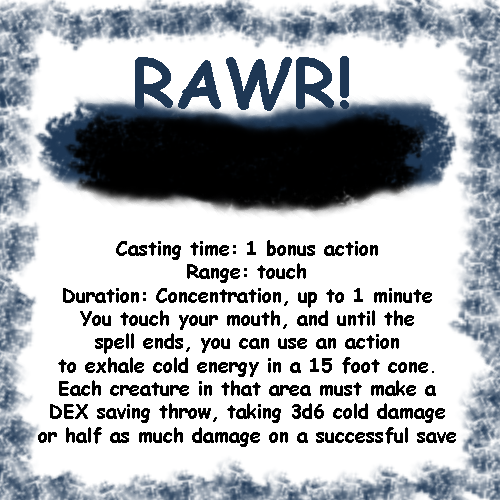 RAWR!
Casting time: 1 bonus action
Range: touch
Duration: Concentration, up to 1 minute
You touch your mouth, and until the
spell ends, you can use an action
to exhale cold energy in a 15 foot cone.
Each creature in that area must make a
DEX saving throw, taking 3d6 cold damage
or half as much damage on a successful save